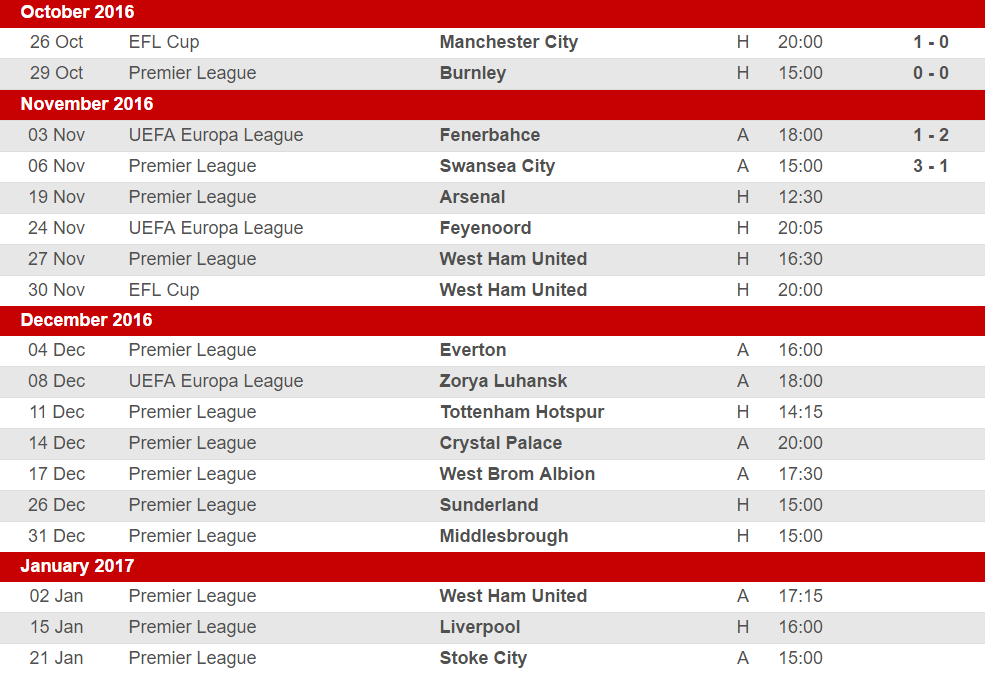 October 2016
26 Oct EFL Cup Manchester City H 20:00 1 - 0
29 Oct Premier League Burnley H 15:00 0 - 0
November 2016
03 Nov UEFA Europa League Fenerbahce A 18:00 1 - 2
06 Nov Premier League Swansea City A 15:00 3 - 1
19 Nov Premier League Arsenal H 12:30
24 Nov UEFA Europa League Feyenoord H 20:05
27 Nov Premier League West Ham United H 16:30
30 Nov EFL Cup West Ham United H 20:00
December 2016
04 Dec Premier League Everton A 16:00
08 Dec UEFA Europa League Zorya Luhansk A 18:00
11 Dec Premier League Tottenham Hotspur H 14:15
14 Dec Premier League Crystal Palace A 20:00
17 Dec Premier League West Brom Albion A 17:30
26 Dec Premier League Sunderland H 15:00
31 Dec Premier League Middlesbrough H 15:00
January 2017
02 Jan Premier League West Ham United A 17:15
15 Jan Premier League Liverpool H 16:00
21 Jan Premier League Stoke City A 15:00